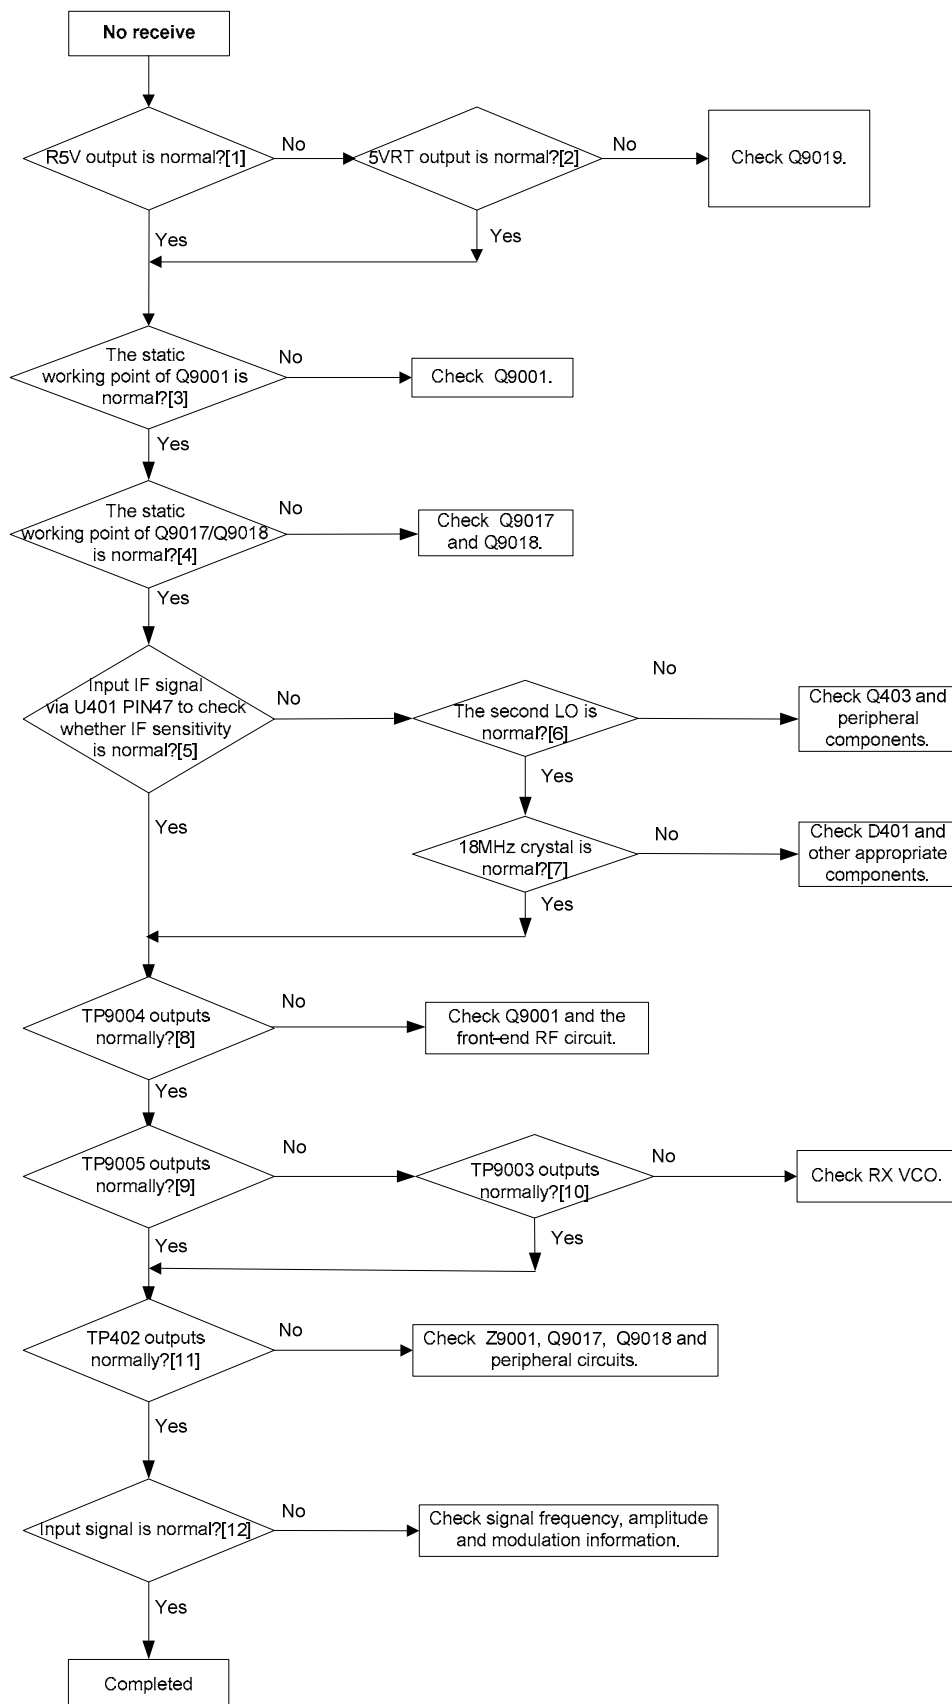 No receive
R5V output is normal?[1]
No
5VRT output is normal?[2]
No
Check Q9019.
Yes
Yes
The static
working point of Q9001 is
normal?[3]
No
Check Q9001.
Yes
The static
working point of Q9017/Q9018
is normal?[4]
No
Check Q9017
and Q9018.
Yes
Input IF signal
via U401 PIN47 to check
whether IF sensitivity
is normal?[5]
No
The second LO is
normal?[6]
No
Check Q403 and
peripheral
components.
Yes
Yes
18MHz crystal is
normal?[7]
No
Check D401 and
other appropriate
components.
Yes
TP9004 outputs
normally?[8]
No
Check Q9001 and the
front-end RF circuit.
Yes
TP9005 outputs
normally?[9]
No
TP9003 outputs
normally?[10]
No
Check RX VCO.
Yes
Yes
TP402 outputs
normally?[11]
No
Check Z9001, Q9017, Q9018 and
peripheral circuits.
Yes
Input signal is normal?[12]
No
Check signal frequency, amplitude
and modulation information.
Yes
Completed